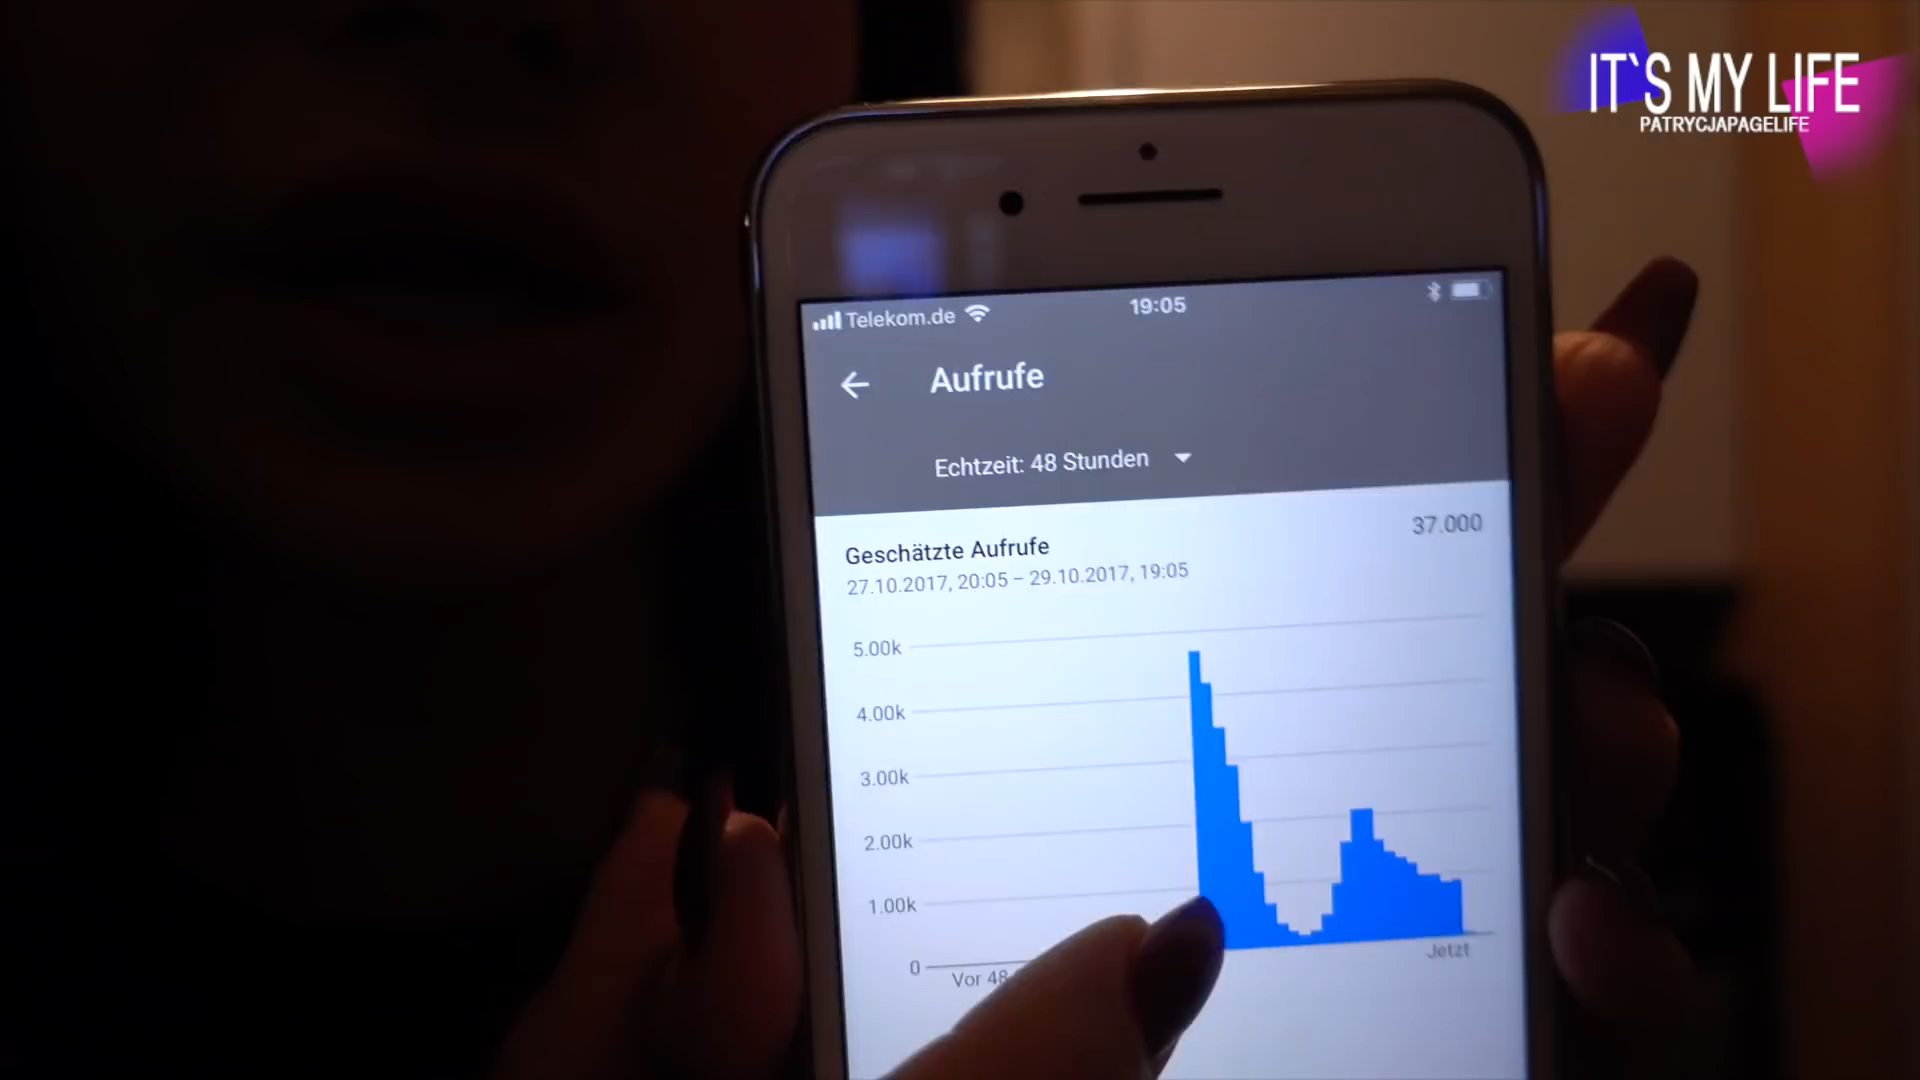 IT`S MY LIFE
PATRYCJAPAGELIFE
Telekom.de 19:05
Aufrufe
Echtzeit: 48 Stunden
37.000
Geschätzte Aufrufe
27.10.2017, 20:05 – 29.10.2017, 19:05
5.00k
4.00k
3.00k
2.00k
1.00k
0
Vor 48
Jetzt